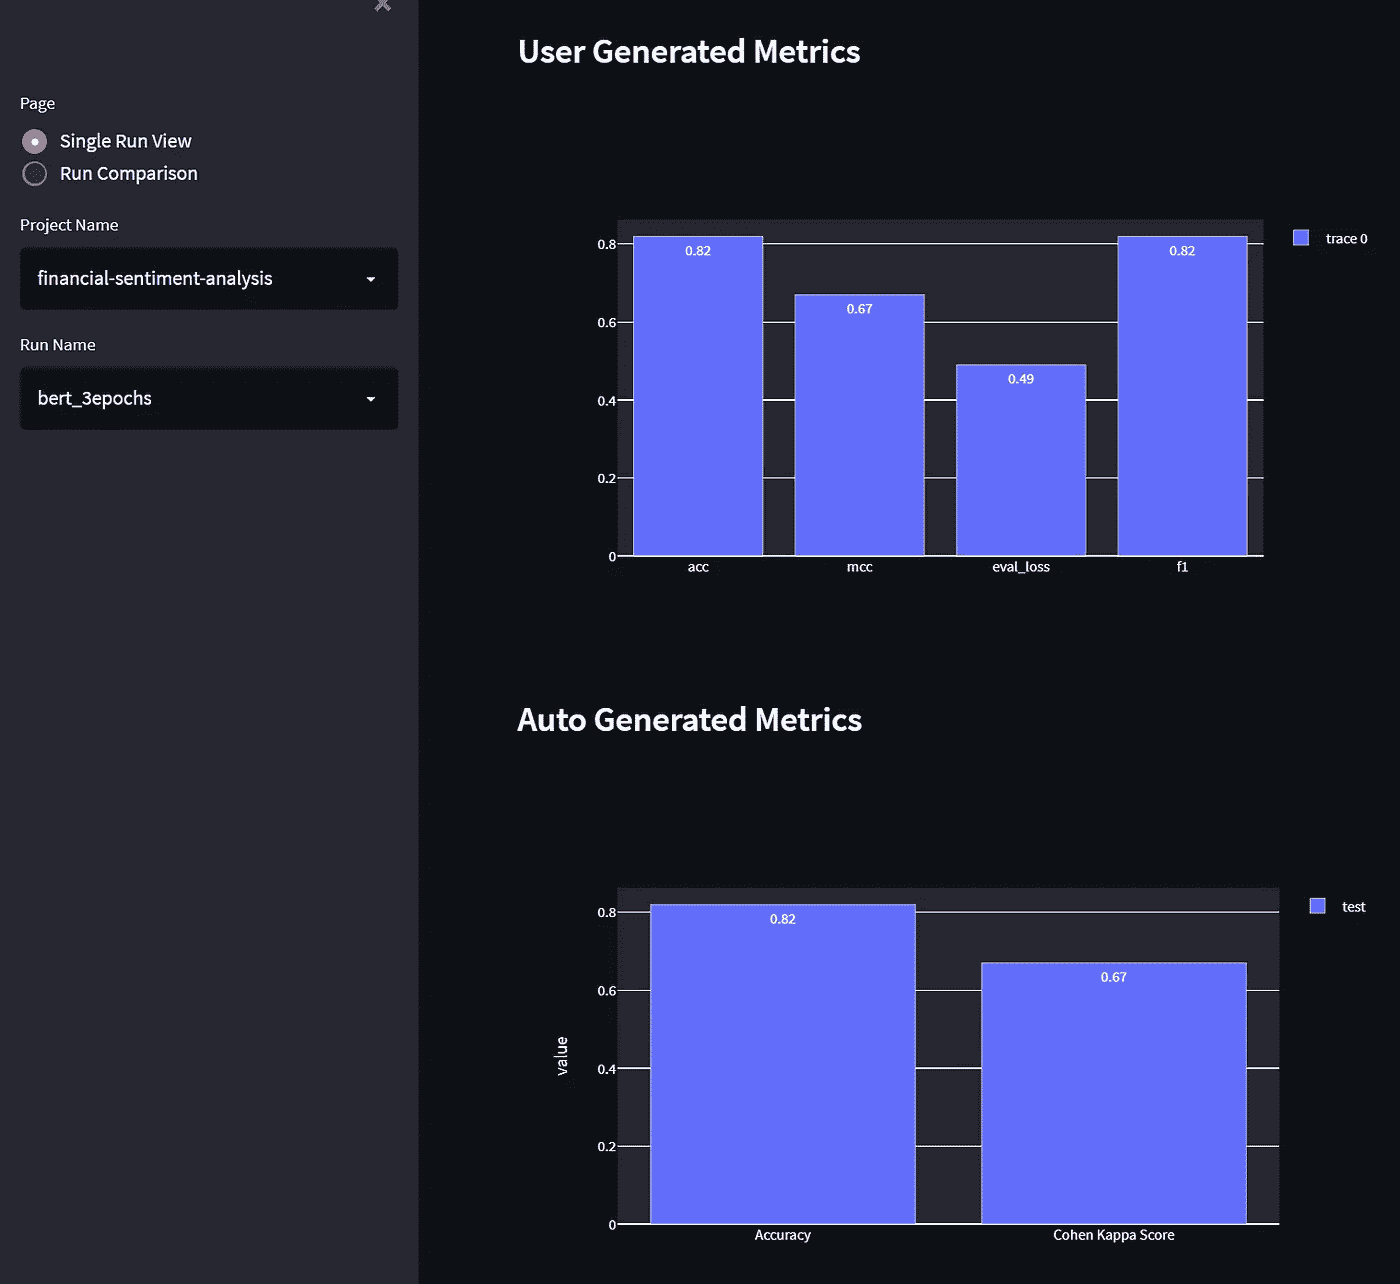 Page
Single Run View
Run Comparison
Project Name
financial-sentiment-analysis
Run Name
bert_3epochs
User Generated Metrics
0.8
0.6
0.4
0.2
0
0.82
0.67
0.49
0.82
acc
mcc
eval_loss
f1
trace 0
Auto Generated Metrics
value
0.8
0.6
0.4
0.2
0
0.82
0.67
Accuracy
Cohen Kappa Score
test